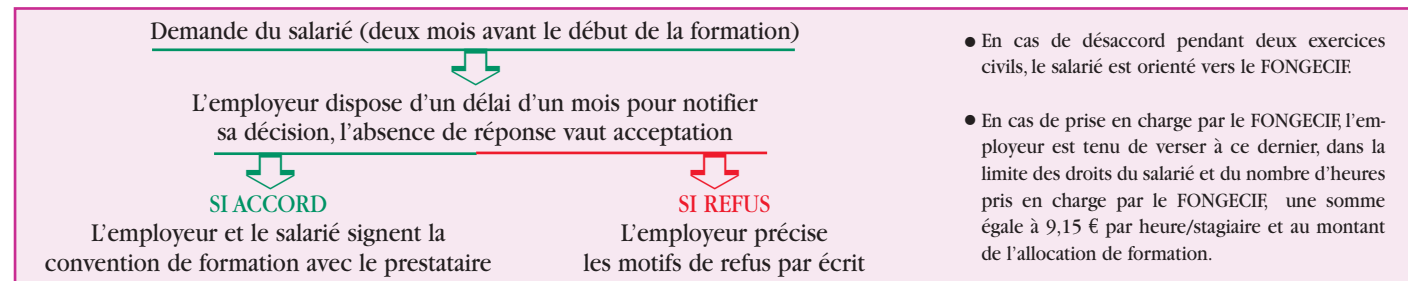 Demande du salarié (deux mois avant le début de la formation)
L'employeur dispose d'un délai d'un mois pour notifier
sa décision, l'absence de réponse vaut acceptation
SI ACCORD
L'employeur et le salarié signent la
convention de formation avec le prestataire
SI REFUS
L'employeur précise
les motifs de refus par écrit
● En cas de désaccord pendant deux exercices
civils, le salarié est orienté vers le FONGECIF.
● En cas de prise en charge par le FONGECIF, l'em-
ployeur est tenu de verser à ce dernier, dans la
limite des droits du salarié et du nombre d'heures
pris en charge par le FONGECIF, une somme
égale à 9,15 € par heure/stagiaire et au montant
de l'allocation de formation.